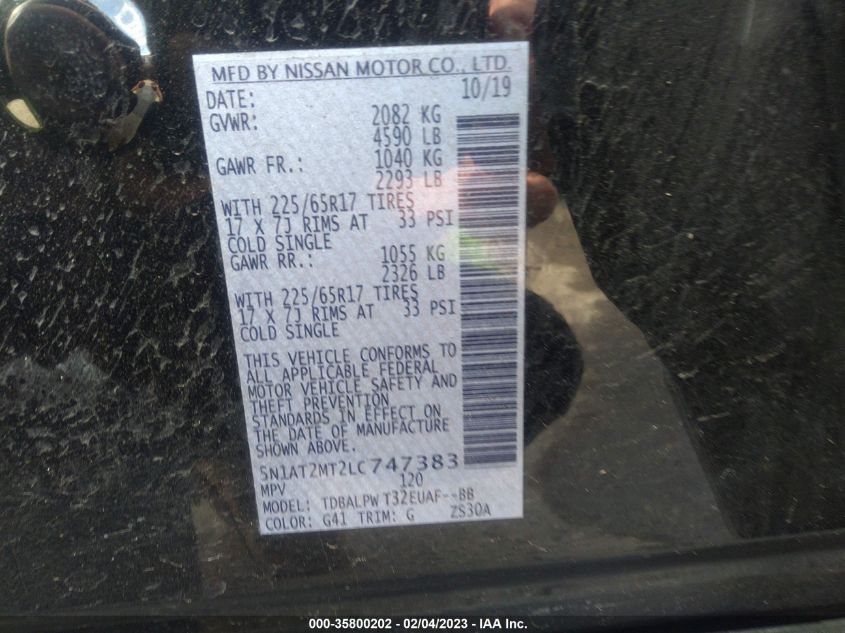 MFD BY NISSAN MOTOR CO., LTD.
DATE: 10/19
GVWR: 2082 KG
4590 LB
GAWR FR.: 1040 KG
2293 LB
WITH 225/65R17 TIRES
17 X 7J RIMS AT 33 PSI
COLD SINGLE
GAWR RR.: 1055 KG
2326 LB
WITH 225/65R17 TIRES
17 X 7J RIMS AT 33 PSI
COLD SINGLE
THIS VEHICLE CONFORMS TO
ALL APPLICABLE FEDERAL
MOTOR VEHICLE SAFETY AND
THEFT PREVENTION
STANDARDS IN EFFECT ON
THE DATE OF MANUFACTURE
SHOWN ABOVE.
5N1AT2MT2LC747383
MPV 120
MODEL: TDBALPW T32EUAF--BB
COLOR: G41 TRIM: G ZS30A
000-35800202 - 02/04/2023 - IAA Inc.